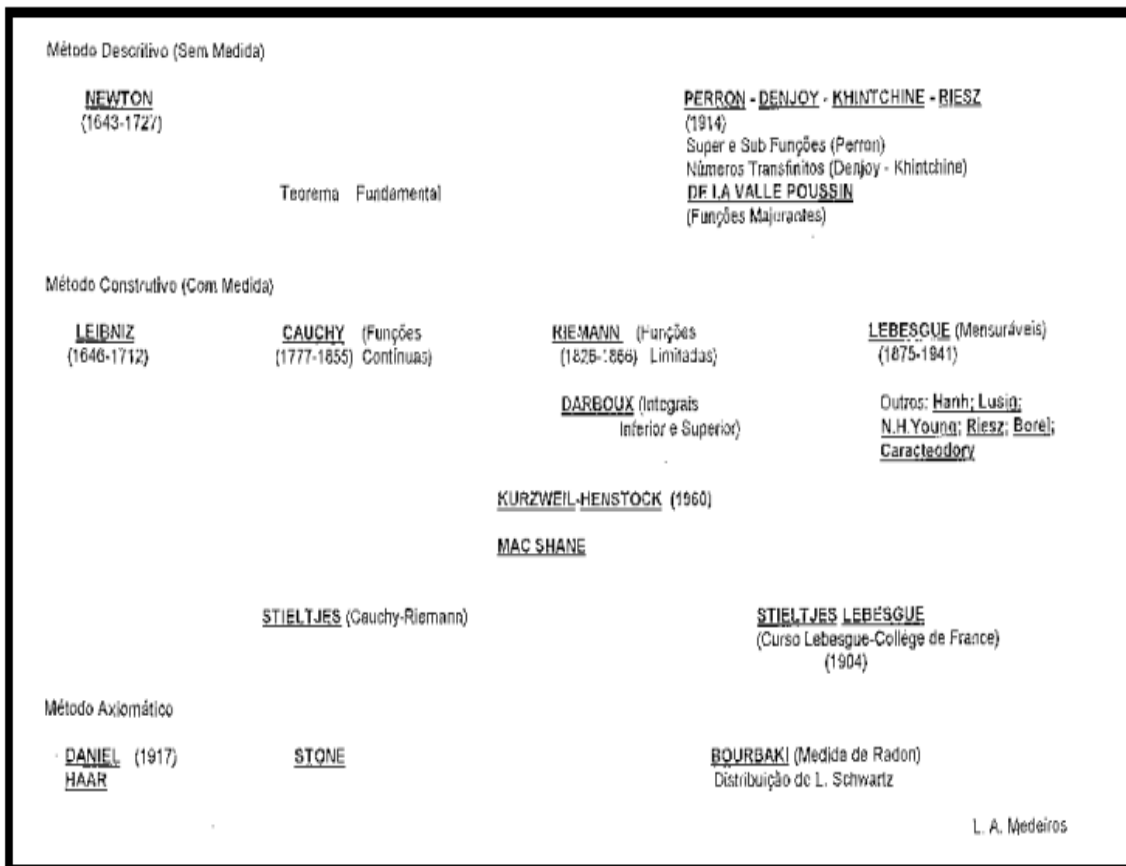 Método Descritivo (Sem Medida)
NEWTON
(1643-1727)
PERRON - DENJOY - KHINTCHINE - RIESZ
(1914)
Super e Sub Funções (Perron)
Números Transfinitos (Denjoy - Khintchine)
DE LA VALLE POUSSIN
(Funções Majorantes)
Teorema Fundamental
Método Construtivo (Com Medida)
LEIBNIZ
(1646-1712)
CAUCHY (Funções
(1777-1855) Contínuas)
RIEMANN (Funções
(1826-1866) Limitadas)
LEBESGUE (Mensuráveis)
(1875-1941)
DARBOUX (Integrais
Inferior e Superior)
Outros: Hanh; Lusin;
N.H.Young; Riesz; Borel;
Caracteodory
KURZWEIL-HENSTOCK (1960)
MAC SHANE
STIELTJES (Cauchy-Riemann)
STIELTJES LEBESGUE
(Curso Lebesgue-Collége de France)
(1904)
Método Axiomático
DANIEL (1917)
HAAR
STONE
BOURBAKI (Medida de Radon)
Distribuição de L. Schwartz
L. A. Medeiros